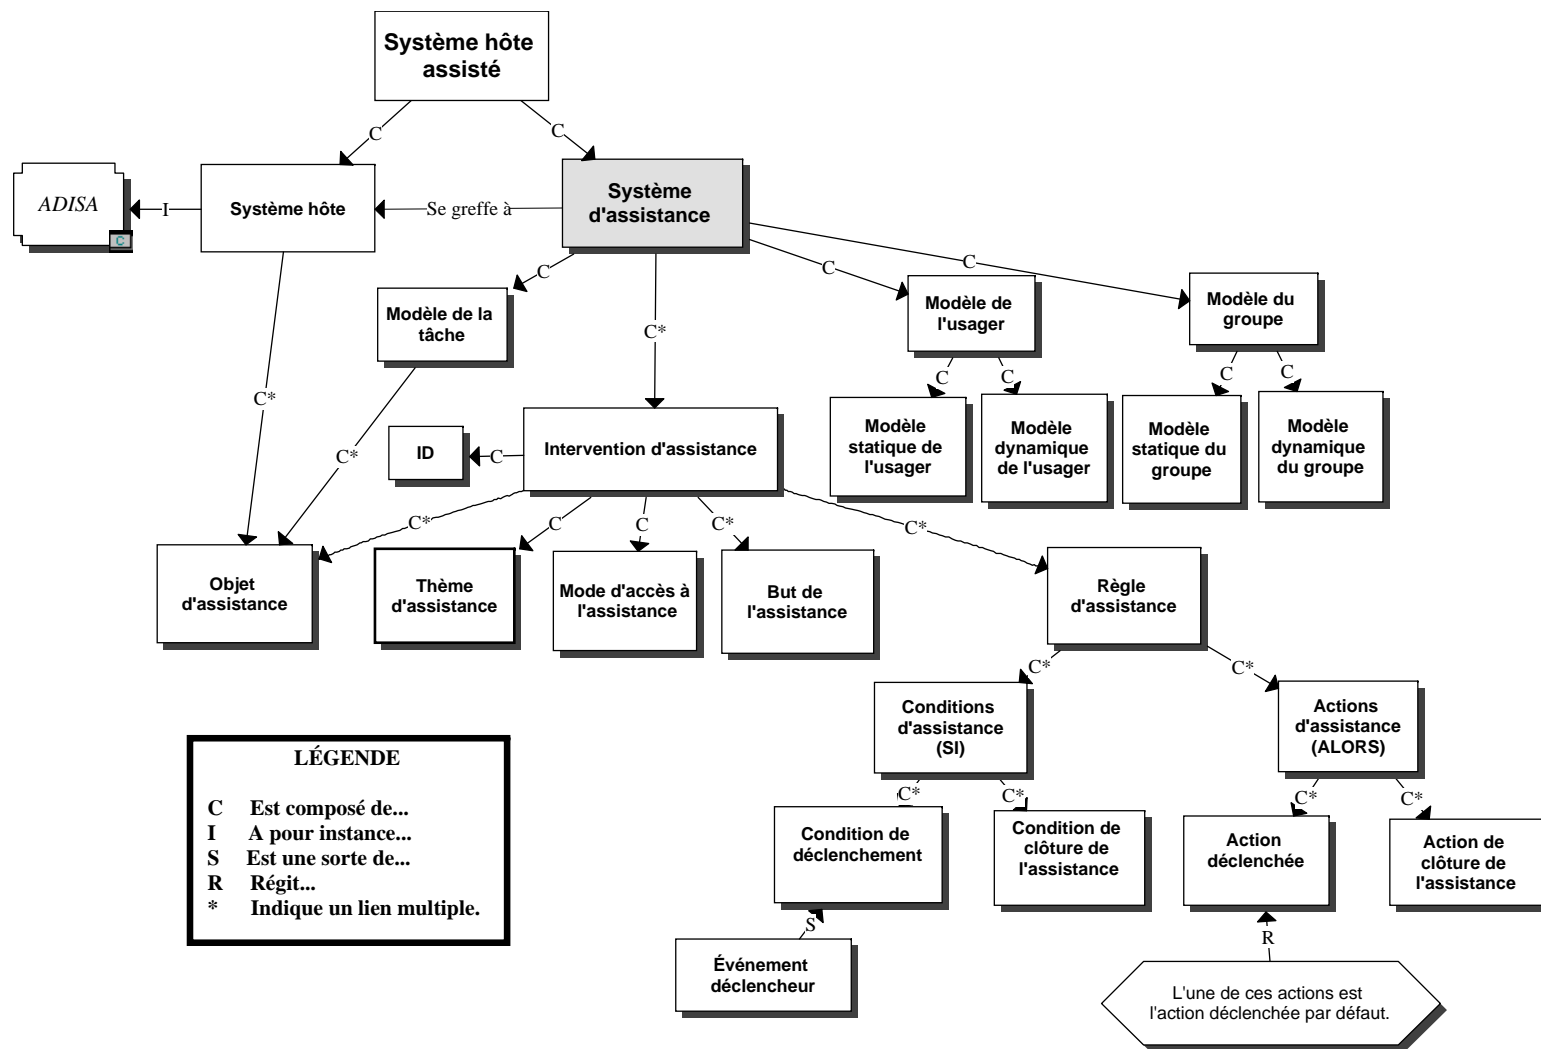 Système hôte
assisté
C
C
ADISA
C
I
Système hôte
Se greffe à
Système
d'assistance
C
C*
C
C
Modèle de la
tâche
Modèle de
l'usager
Modèle du
groupe
C
C
C
C
C*
C*
ID
C
Intervention d'assistance
Modèle
statique de
l'usager
Modèle
dynamique
de l'usager
Modèle
statique du
groupe
Modèle
dynamique
du groupe
C*
C
C
C*
C*
Objet
d'assistance
Thème
d'assistance
Mode d'accès à
l'assistance
But de
l'assistance
Règle
d'assistance
C*
C*
Conditions
d'assistance
(SI)
Actions
d'assistance
(ALORS)
C*
C*
C*
C*
Condition de
déclenchement
Condition de
clôture de
l'assistance
Action
déclenchée
Action de
clôture de
l'assistance
S
R
Événement
déclencheur
L'une de ces actions est
l'action déclenchée par défaut.
LÉGENDE
C Est composé de...
I A pour instance...
S Est une sorte de...
R Régit...
* Indique un lien multiple.